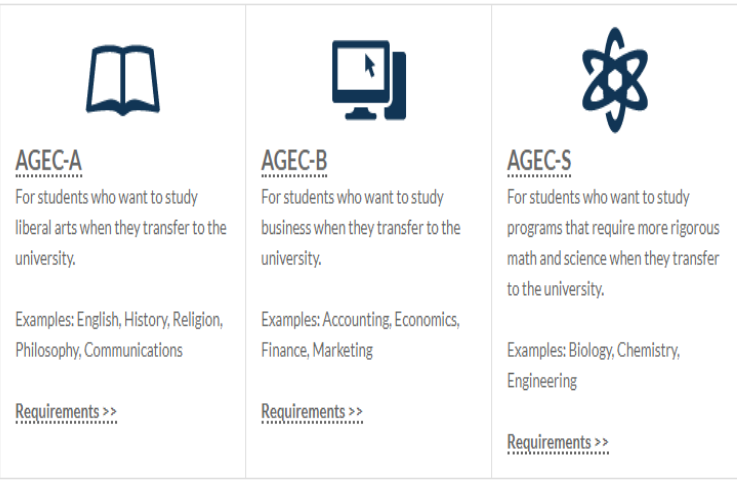 AGEC-A
For students who want to study
liberal arts when they transfer to the
university.
Examples: English, History, Religion,
Philosophy, Communications
Requirements >>
AGEC-B
For students who want to study
business when they transfer to the
university.
Examples: Accounting, Economics,
Finance, Marketing
Requirements >>
AGEC-S
For students who want to study
programs that require more rigorous
math and science when they transfer
to the university.
Examples: Biology, Chemistry,
Engineering
Requirements >>